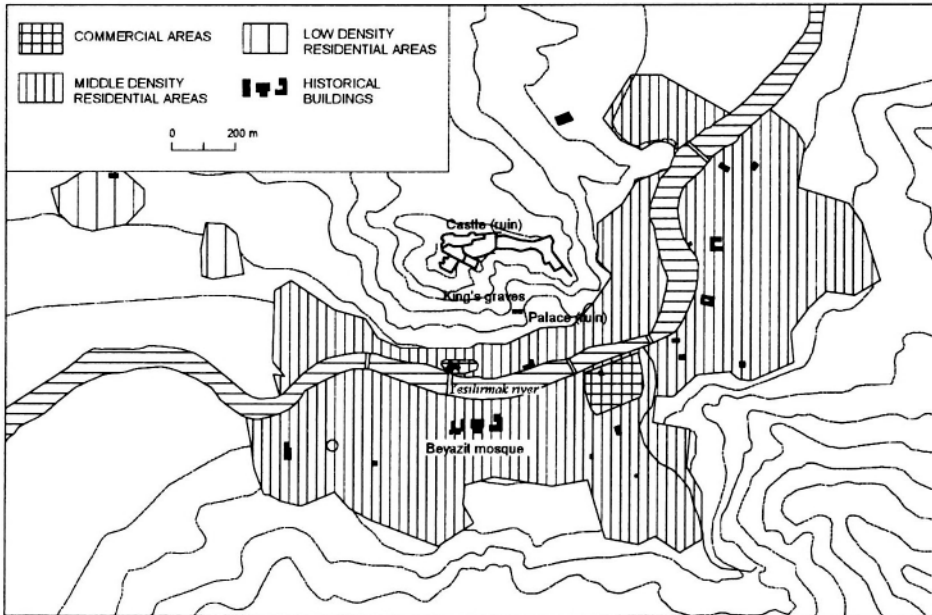 COMMERCIAL AREAS
LOW DENSITY
RESIDENTIAL AREAS
MIDDLE DENSITY
RESIDENTIAL AREAS
HISTORICAL
BUILDINGS
0 200 m
Castle (ruin)
King's graves
Palace (ruin)
Yesilirmak river
Beyazit mosque